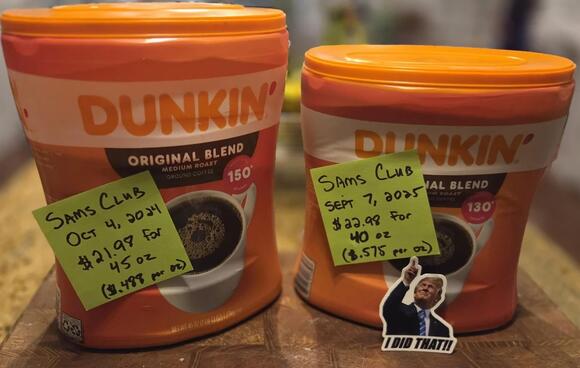 DUNKIN'
ORIGINAL BLEND
MEDIUM ROAST
GROUND COFFEE
150
SAMS CLUB
OCT 4, 2024
$21.98 for
45 oz
($.488 per oz)
DUNKIN'
AL BLEND
130
SAMS CLUB
SEPT 7, 2025
$22.98 for
40 oz
($.575 per oz)
I DID THAT!!